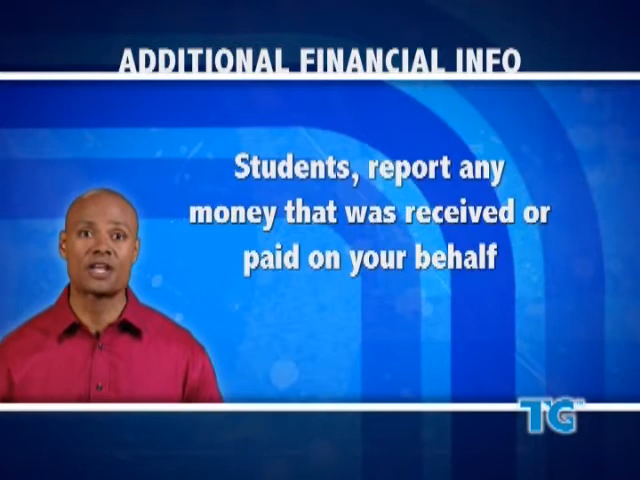 ADDITIONAL FINANCIAL INFO
Students, report any
money that was received or
paid on your behalf
TG